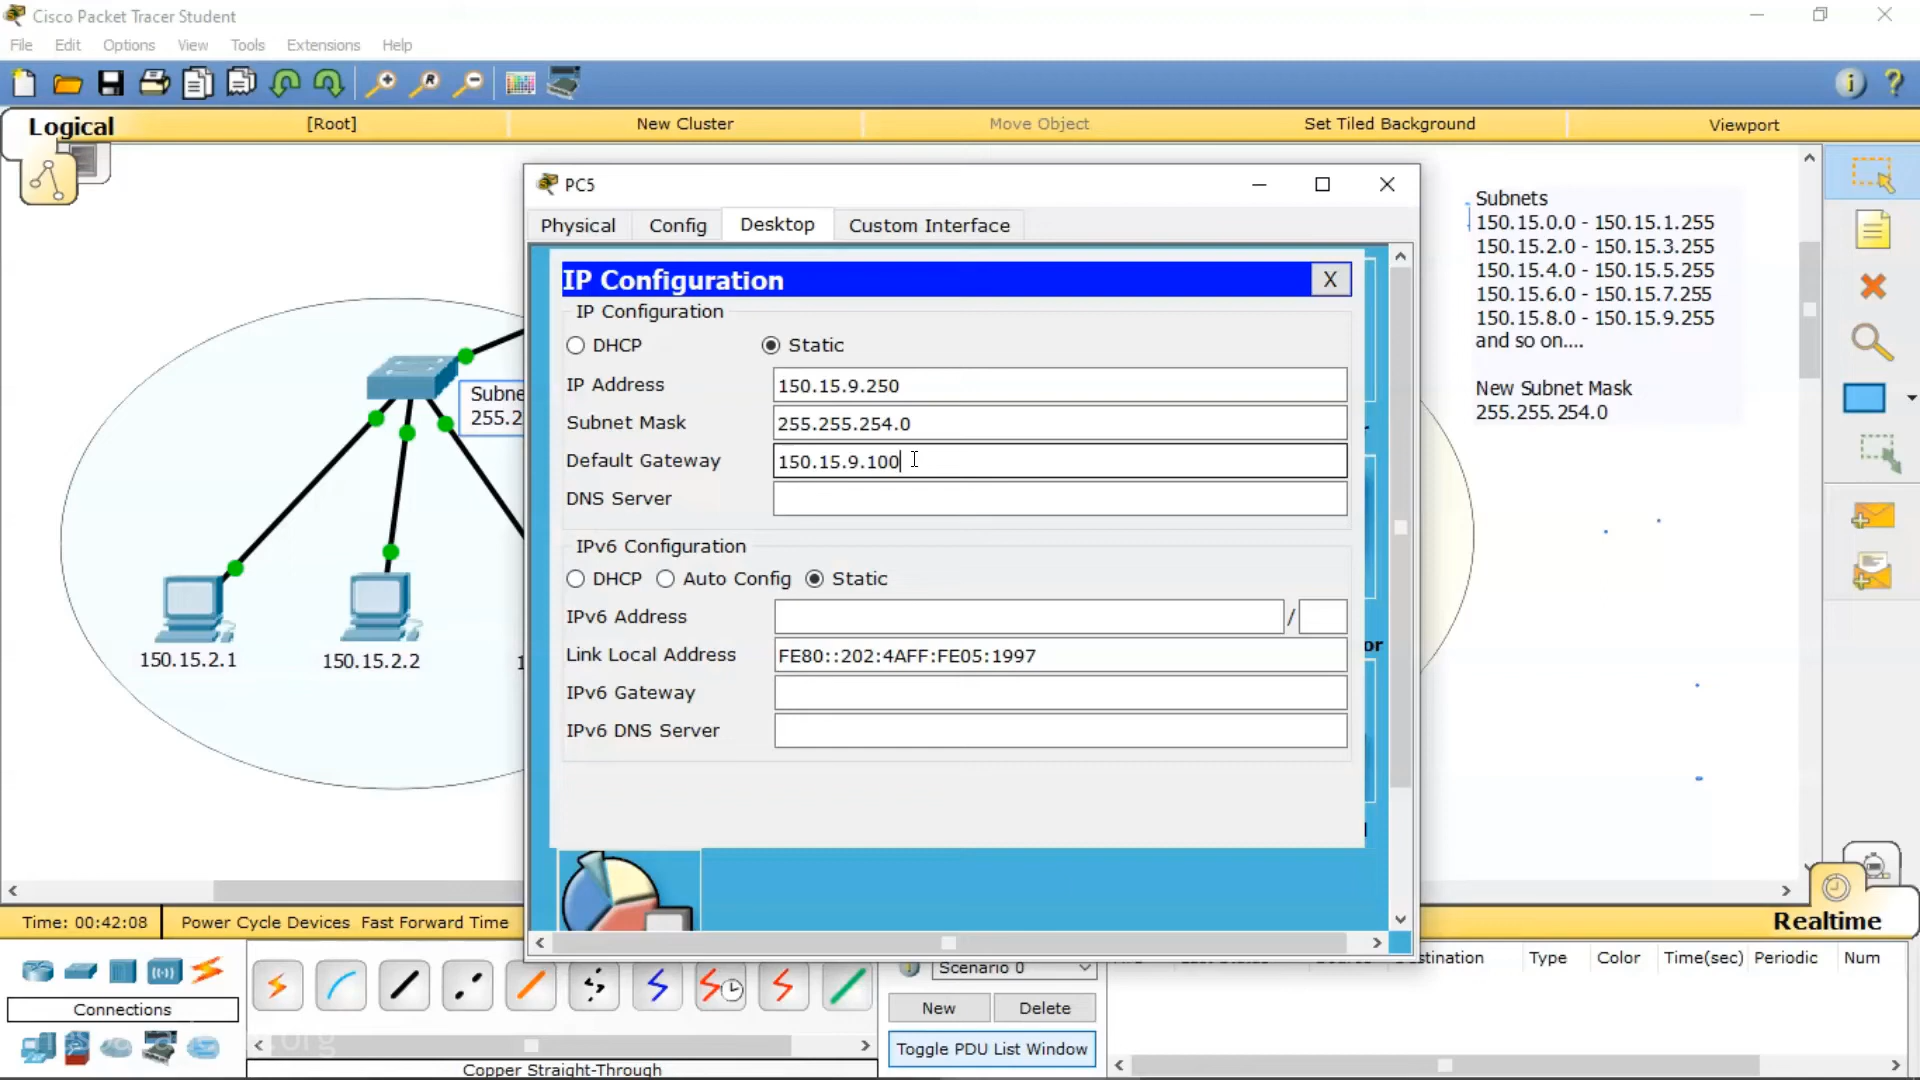 Cisco Packet Tracer Student
File Edit Options View Tools Extensions Help
Logical [Root] New Cluster Move Object Set Tiled Background Viewport
PC5
Physical Config Desktop Custom Interface
IP Configuration X
IP Configuration
DHCP Static
IP Address 150.15.9.250
Subnet Mask 255.255.254.0
Default Gateway 150.15.9.100
DNS Server
IPv6 Configuration
DHCP Auto Config Static
IPv6 Address /
Link Local Address FE80::202:4AFF:FE05:1997
IPv6 Gateway
IPv6 DNS Server
Subne
255.2
150.15.2.1 150.15.2.2
Subnets
150.15.0.0 - 150.15.1.255
150.15.2.0 - 150.15.3.255
150.15.4.0 - 150.15.5.255
150.15.6.0 - 150.15.7.255
150.15.8.0 - 150.15.9.255
and so on....
New Subnet Mask
255.255.254.0
or
Time: 00:42:08 Power Cycle Devices Fast Forward Time Realtime
Connections
Copper Straight-Through
Scenario 0
New Delete
Toggle PDU List Window
stination Type Color Time(sec) Periodic Num